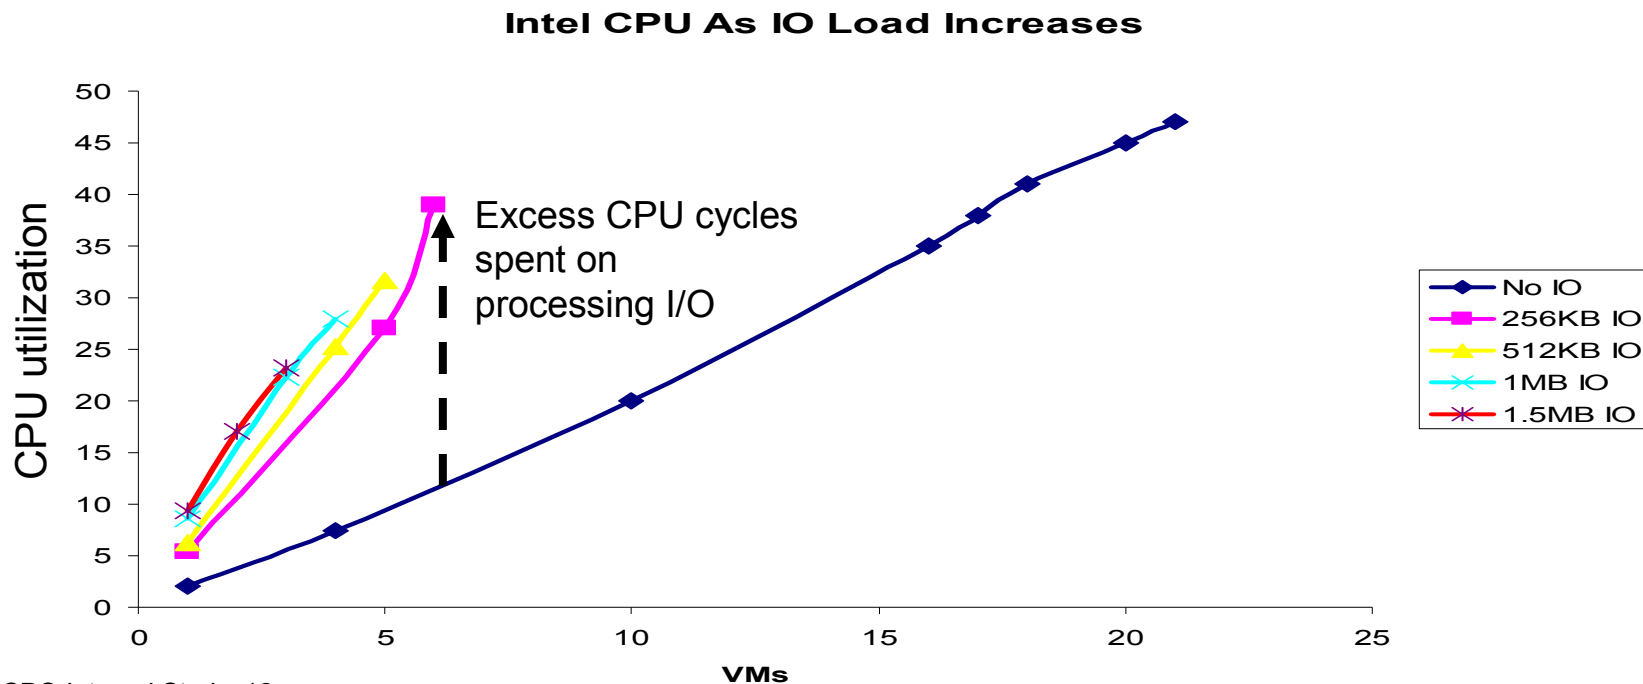 Intel CPU As IO Load Increases
50
45
40
35
30
25
20
15
10
5
0
CPU utilization
Excess CPU cycles
spent on
processing I/O
0 5 10 15 20 25
VMs
No IO
256KB IO
512KB IO
1MB IO
1.5MB IO